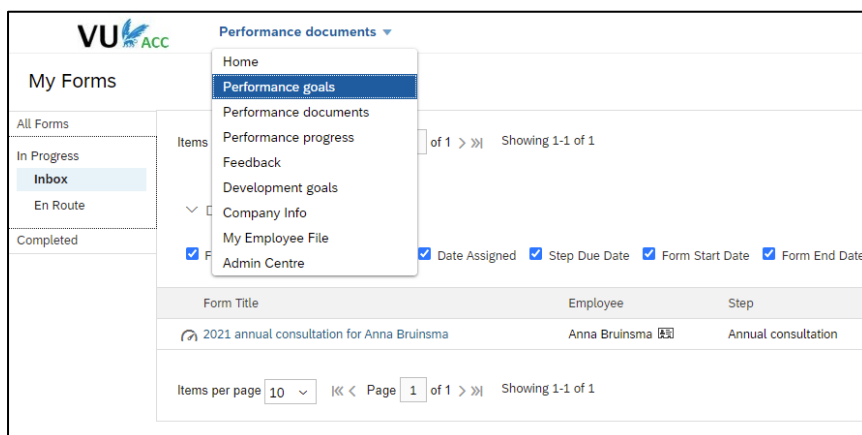 VU ACC
Performance documents
My Forms
Home
Performance goals
Performance documents
Performance progress
Feedback
Development goals
Company Info
My Employee File
Admin Centre
All Forms
In Progress
Inbox
En Route
Completed
Items of 1 Showing 1-1 of 1
Date Assigned Step Due Date Form Start Date Form End Date
Form Title Employee Step
2021 annual consultation for Anna Bruinsma Anna Bruinsma Annual consultation
Items per page 10 Page 1 of 1 Showing 1-1 of 1